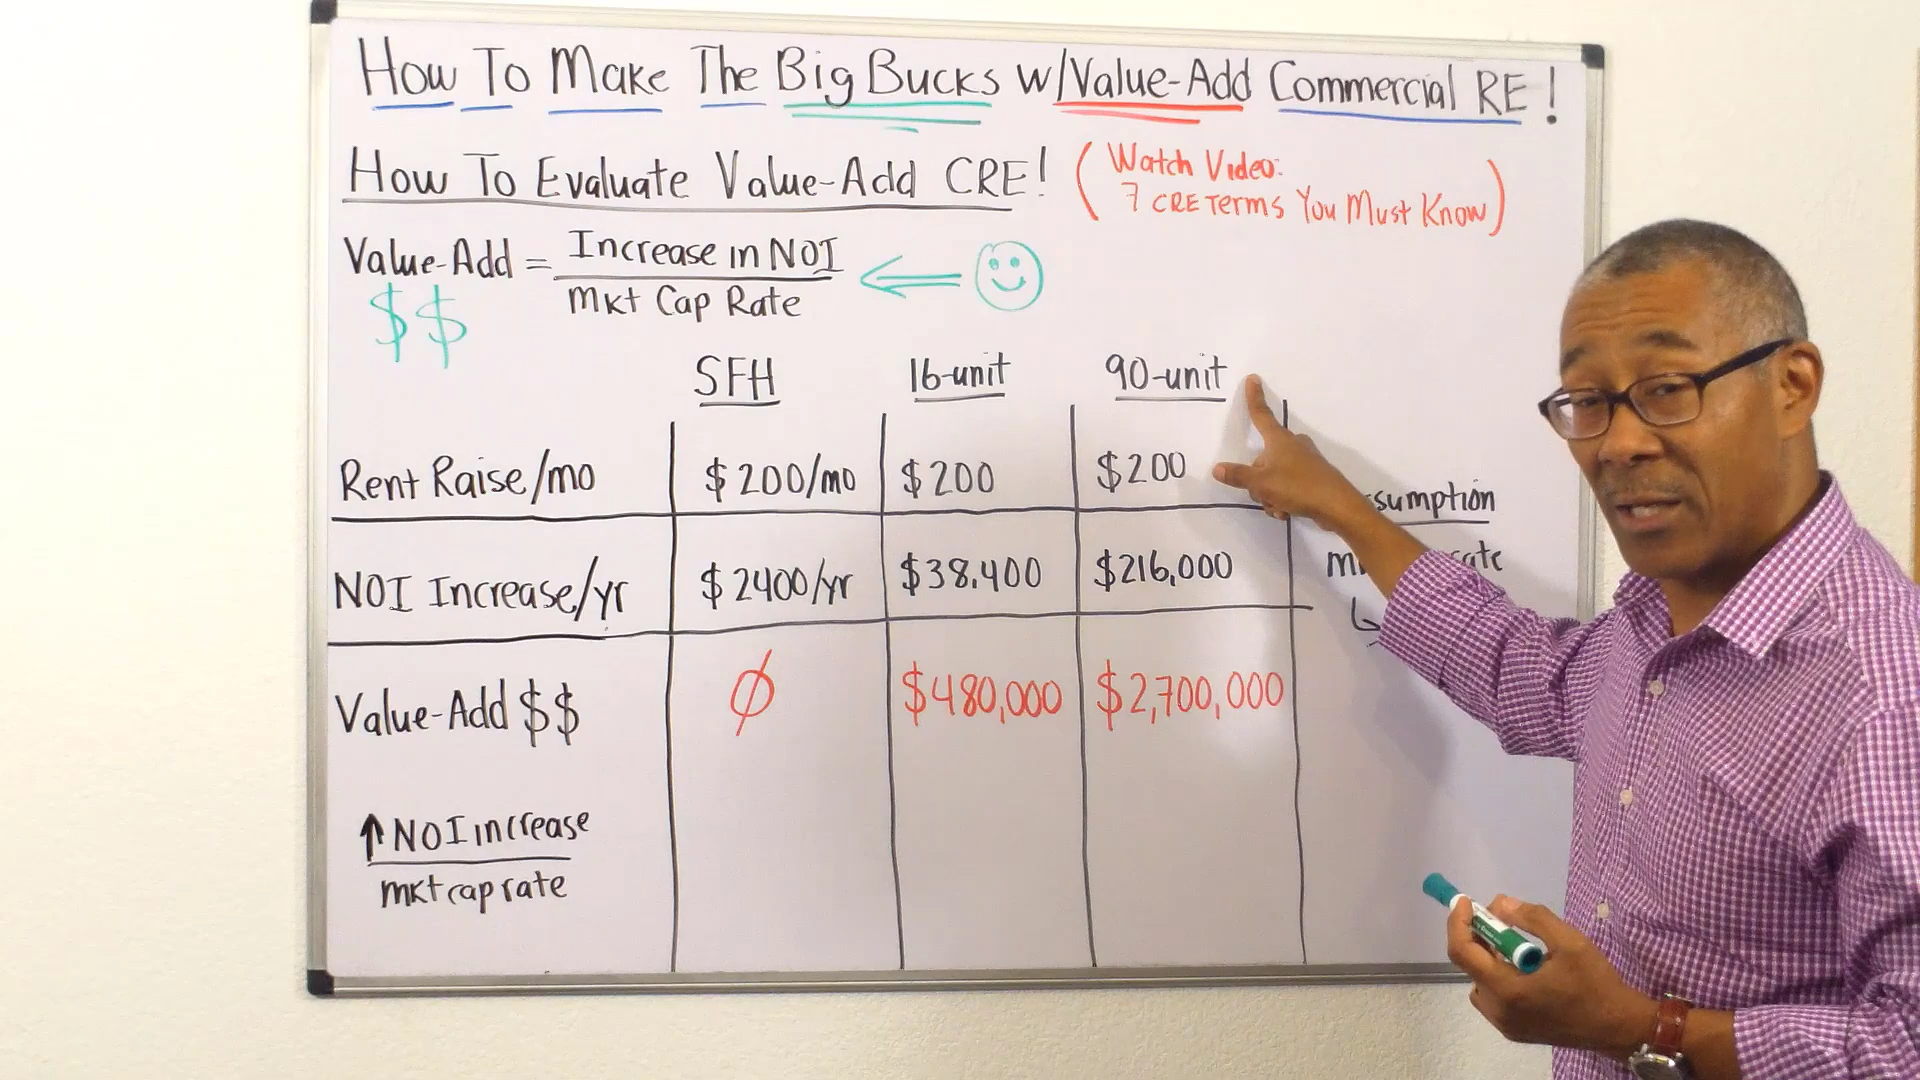 How To Make The Big Bucks w/Value-Add Commercial RE!
How To Evaluate Value-Add CRE!
(Watch Video:
7 CRE Terms You Must Know)
Value-Add = Increase in NOI
Mkt Cap Rate
$$
SFH 16-unit 90-unit
Rent Raise/mo $200/mo $200 $200
sumption
NOI Increase/yr $2400/yr $38,400 $216,000
Value-Add $$ Ø $480,000 $2,700,000
↑NOI increase
mkt cap rate